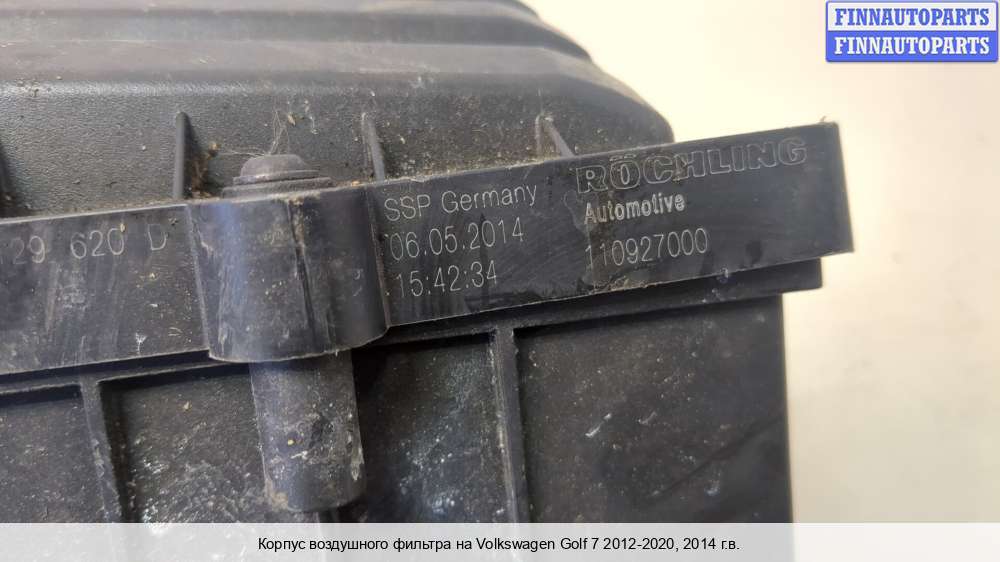 FINNAUTOPARTS
FINNAUTOPARTS
129 620 D
SSP Germany
06.05.2014
15:42:34
RÖCHLING
Automotive
110927000
Корпус воздушного фильтра на Volkswagen Golf 7 2012-2020, 2014 г.в.